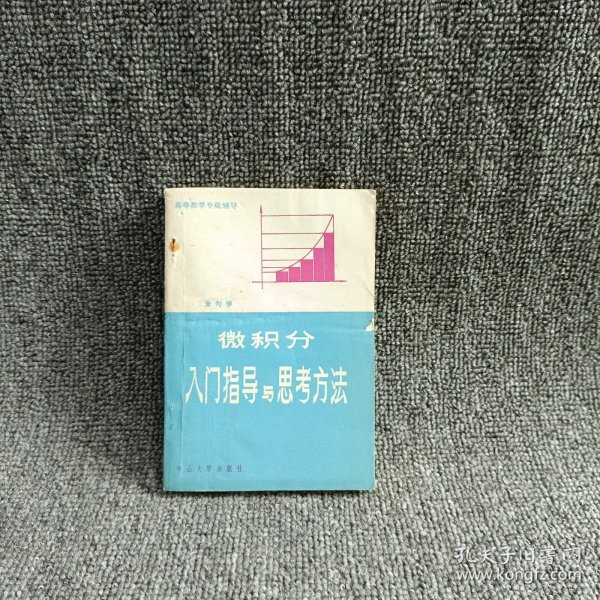 高等数学专题辅导
朱匀华
微积分
入门指导与思考方法
中山大学出版社
孔夫子旧书网
www.kongfz.com